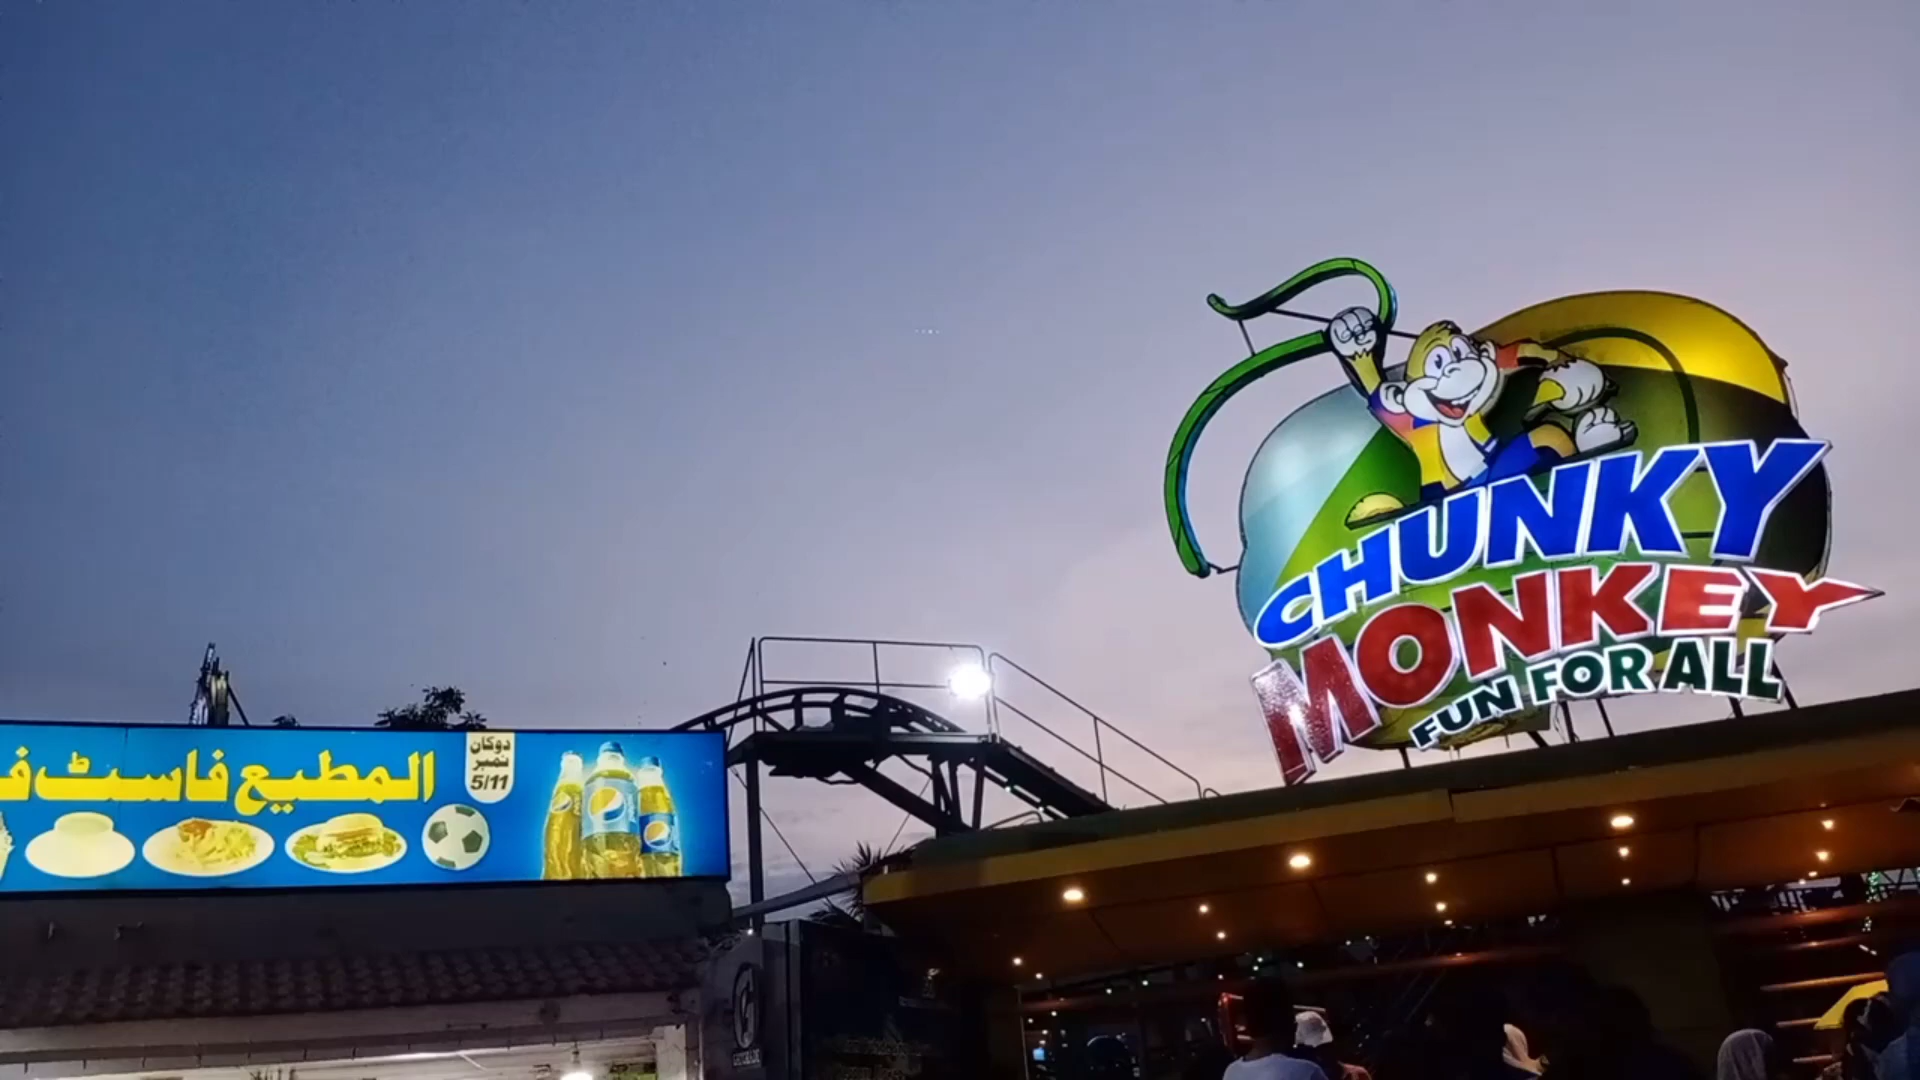 المطیع فاسٹ ف
دوکان
نمبر
5/11
CHUNKY
MONKEY
FUN FOR ALL